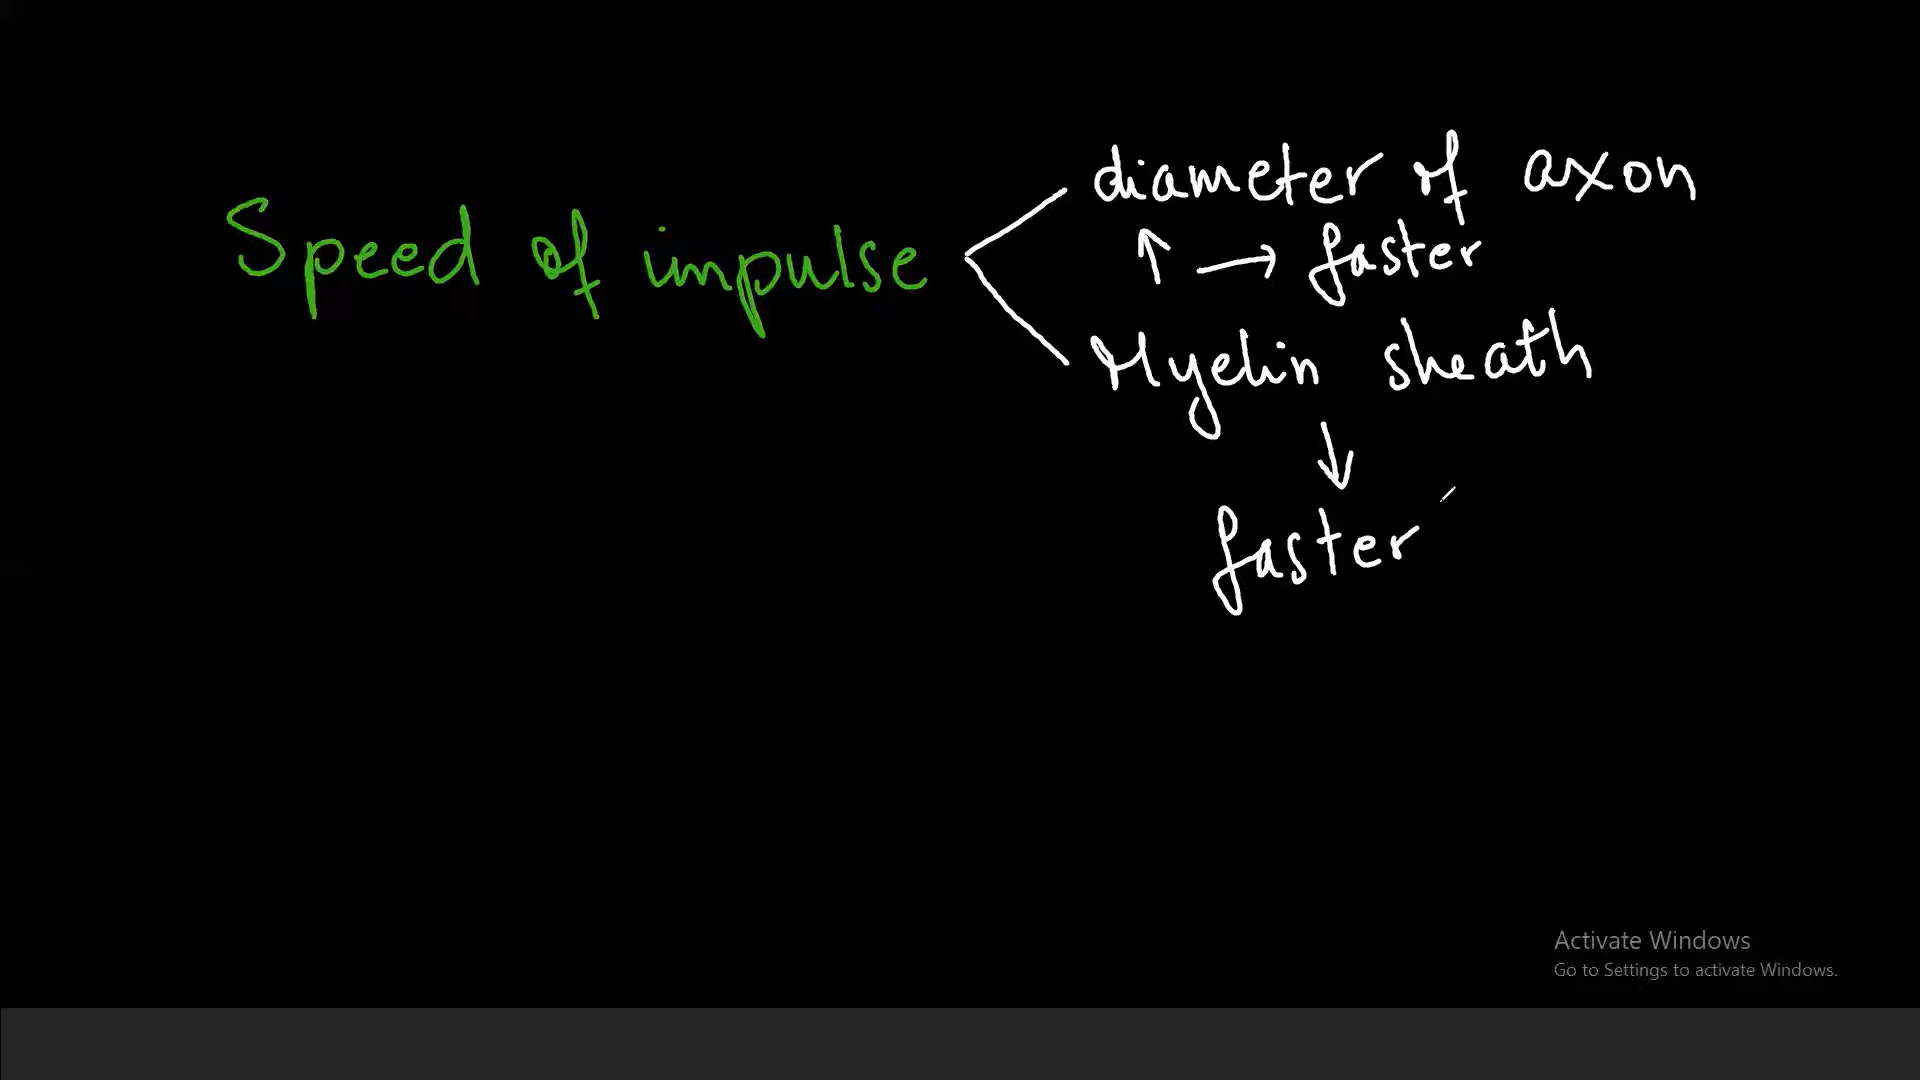 Speed of impulse
diameter of axon
↑ → faster
Myelin sheath
↓
faster
Activate Windows
Go to Settings to activate Windows.